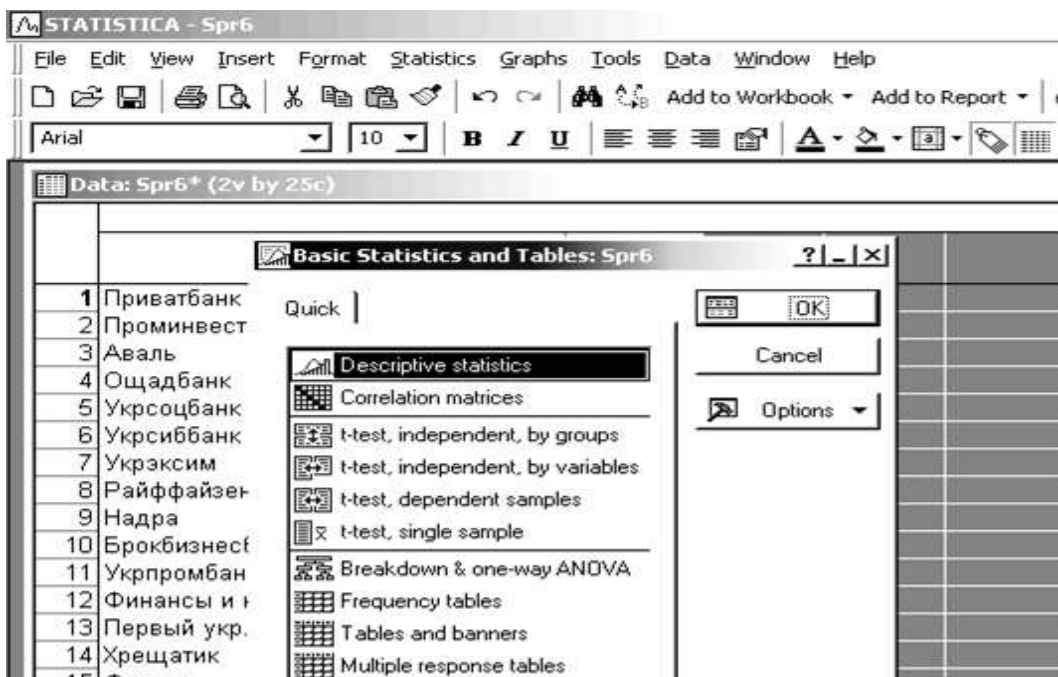 STATISTICA - Spr6
File Edit View Insert Format Statistics Graphs Tools Data Window Help
Add to Workbook Add to Report
Arial 10 B I U A a
Data: Spr6* (2v by 25c)
Basic Statistics and Tables: Spr6
Quick
OK
Cancel
Options
Descriptive statistics
Correlation matrices
t-test, independent, by groups
t-test, independent, by variables
t-test, dependent samples
t-test, single sample
Breakdown & one-way ANOVA
Frequency tables
Tables and banners
Multiple response tables
1 Приватбанк
2 Проминвест
3 Аваль
4 Ощадбанк
5 Укрсоцбанк
6 Укрсиббанк
7 Укрэксим
8 Райффайзен
9 Надра
10 Брокбизнесб
11 Укрпромбан
12 Финансы и
13 Первый укр.
14 Хрещатик
15